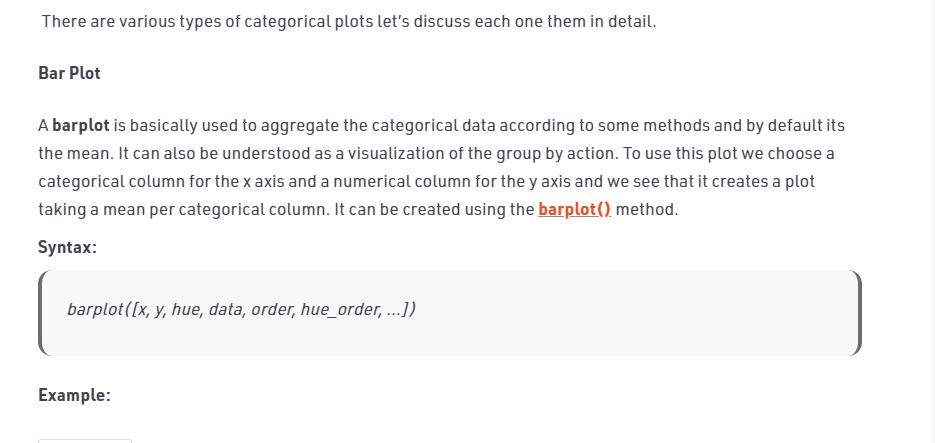 There are various types of categorical plots let's discuss each one them in detail.
Bar Plot
A barplot is basically used to aggregate the categorical data according to some methods and by default its
the mean. It can also be understood as a visualization of the group by action. To use this plot we choose a
categorical column for the x axis and a numerical column for the y axis and we see that it creates a plot
taking a mean per categorical column. It can be created using the barplot() method.
Syntax:
barplot([x, y, hue, data, order, hue_order, ...])
Example: